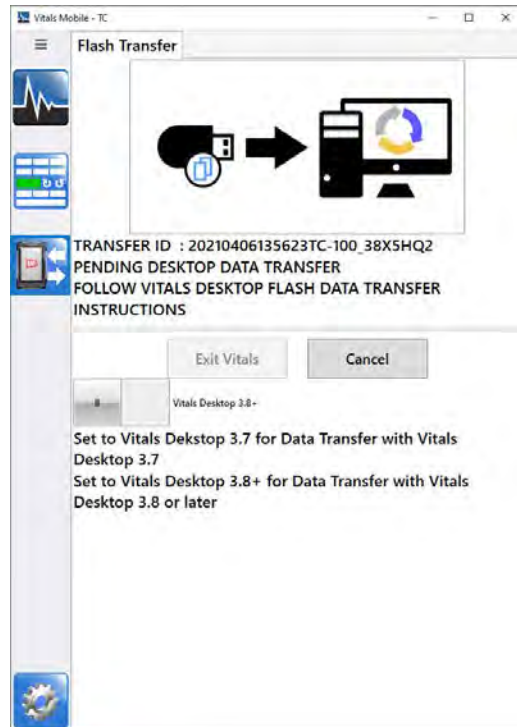 Vitals Mobile - TC
Flash Transfer
TRANSFER ID : 20210406135623TC-100_38X5HQ2
PENDING DESKTOP DATA TRANSFER
FOLLOW VITALS DESKTOP FLASH DATA TRANSFER
INSTRUCTIONS
Exit Vitals
Cancel
Vitals Desktop 3.8+
Set to Vitals Dekstop 3.7 for Data Transfer with Vitals
Desktop 3.7
Set to Vitals Desktop 3.8+ for Data Transfer with Vitals
Desktop 3.8 or later